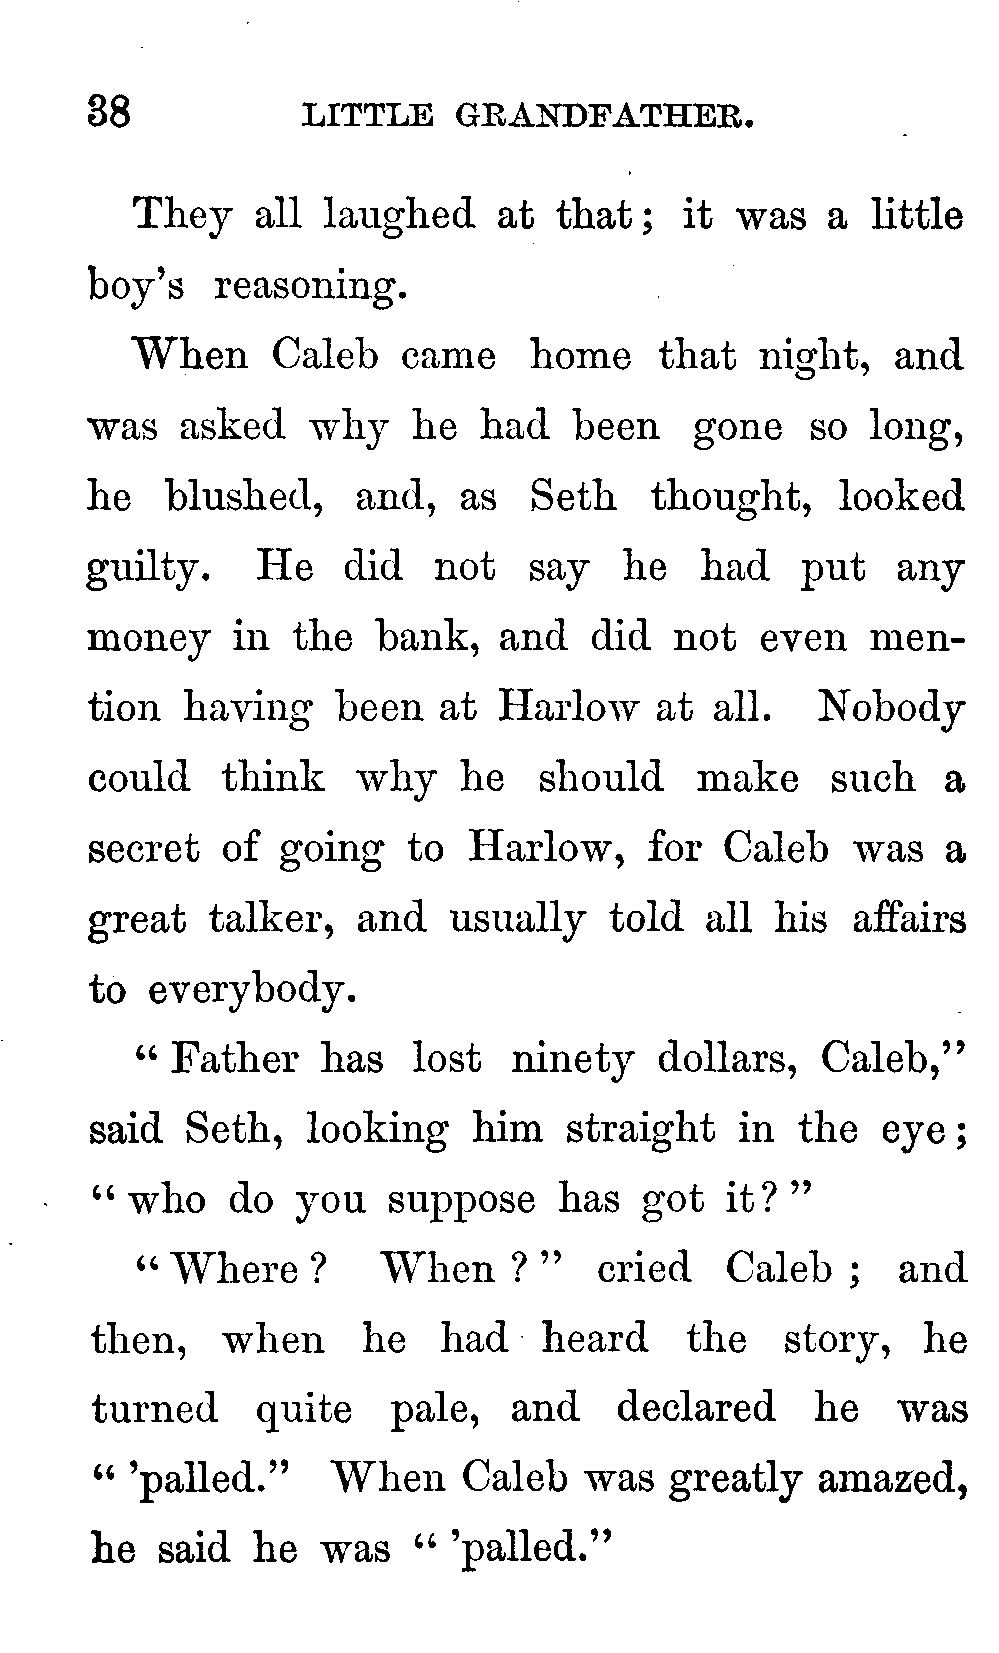 38 LITTLE GRANDFATHER.
They all laughed at that; it was a little
boy's reasoning.
When Caleb came home that night, and
was asked why he had been gone so long,
he blushed, and, as Seth thought, looked
guilty. He did not say he had put any
money in the bank, and did not even men-
tion having been at Harlow at all. Nobody
could think why he should make such a
secret of going to Harlow, for Caleb was a
great talker, and usually told all his affairs
to everybody.
“ Father has lost ninety dollars, Caleb,”
said Seth, looking him straight in the eye;
“ who do you suppose has got it? ”
“ Where ? When ? ” cried Caleb ; and
then, when he had heard the story, he
turned quite pale, and declared he was
“ ’palled.” When Caleb was greatly amazed,
he said he was “ ’palled.”